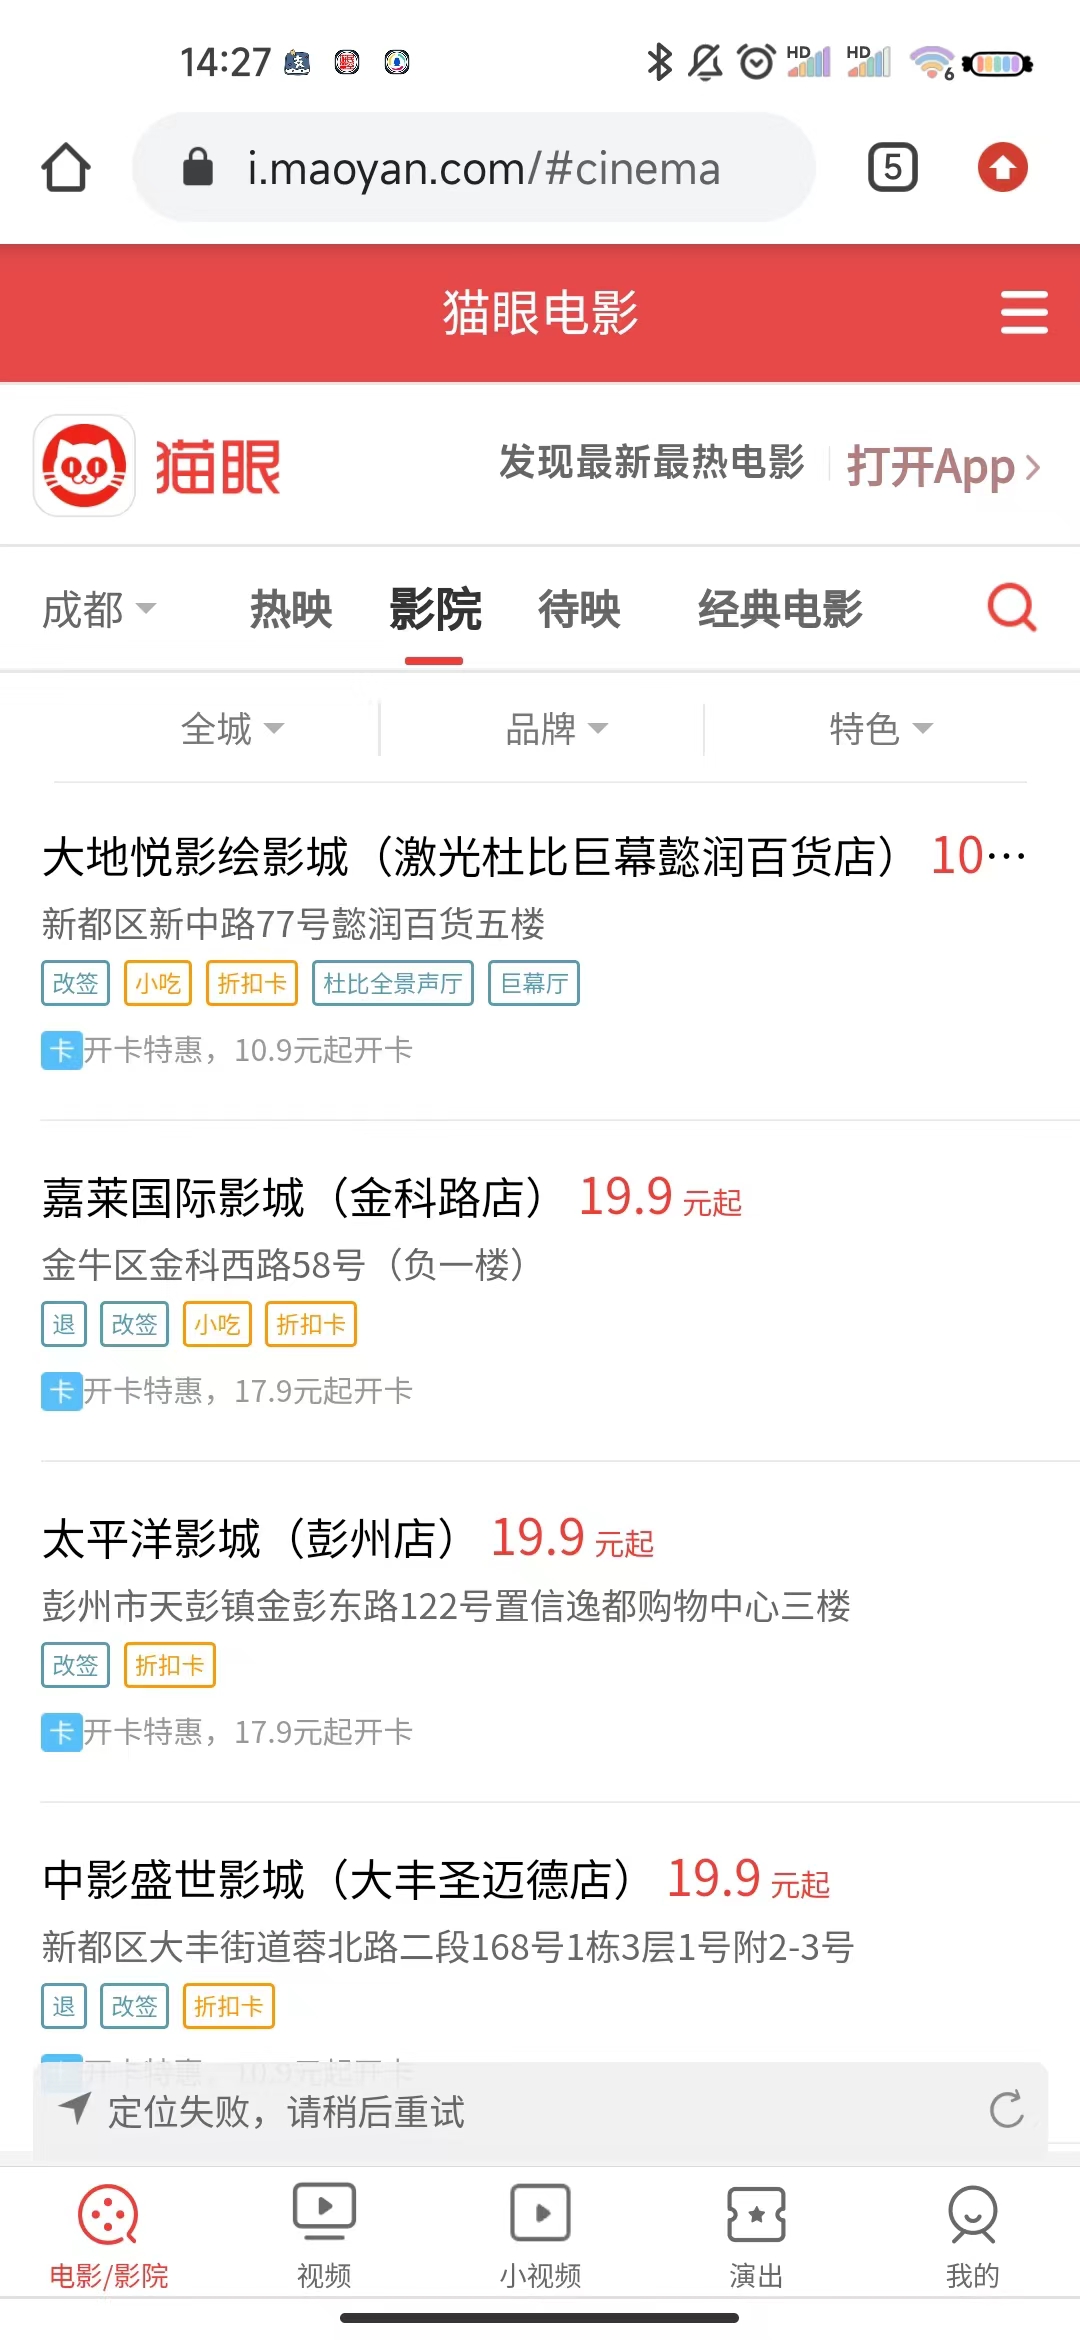 14:27
HD
HD
6
i.maoyan.com/#cinema
5
猫眼电影
猫眼
发现最新最热电影
打开App
成都
热映
影院
待映
经典电影
全城
品牌
特色
大地悦影绘影城（激光杜比巨幕懿润百货店） 10…
新都区新中路77号懿润百货五楼
改签 小吃 折扣卡 杜比全景声厅 巨幕厅
卡 开卡特惠，10.9元起开卡
嘉莱国际影城（金科路店） 19.9 元起
金牛区金科西路58号（负一楼）
退 改签 小吃 折扣卡
卡 开卡特惠，17.9元起开卡
太平洋影城（彭州店） 19.9 元起
彭州市天彭镇金彭东路122号置信逸都购物中心三楼
改签 折扣卡
卡 开卡特惠，17.9元起开卡
中影盛世影城（大丰圣迈德店） 19.9 元起
新都区大丰街道蓉北路二段168号1栋3层1号附2-3号
退 改签 折扣卡
卡 开卡特惠，10.9元起开卡
定位失败，请稍后重试
电影/影院
视频
小视频
演出
我的